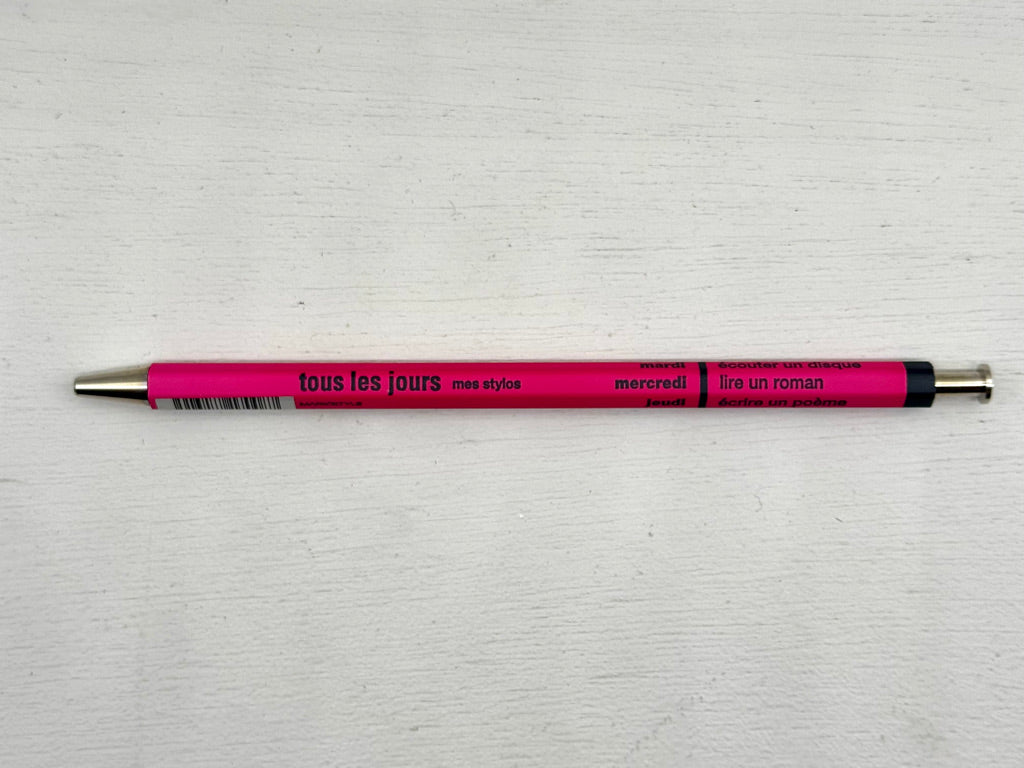 tous les jours mes stylos
mardi écouter un disque
mercredi lire un roman
jeudi écrire un poème